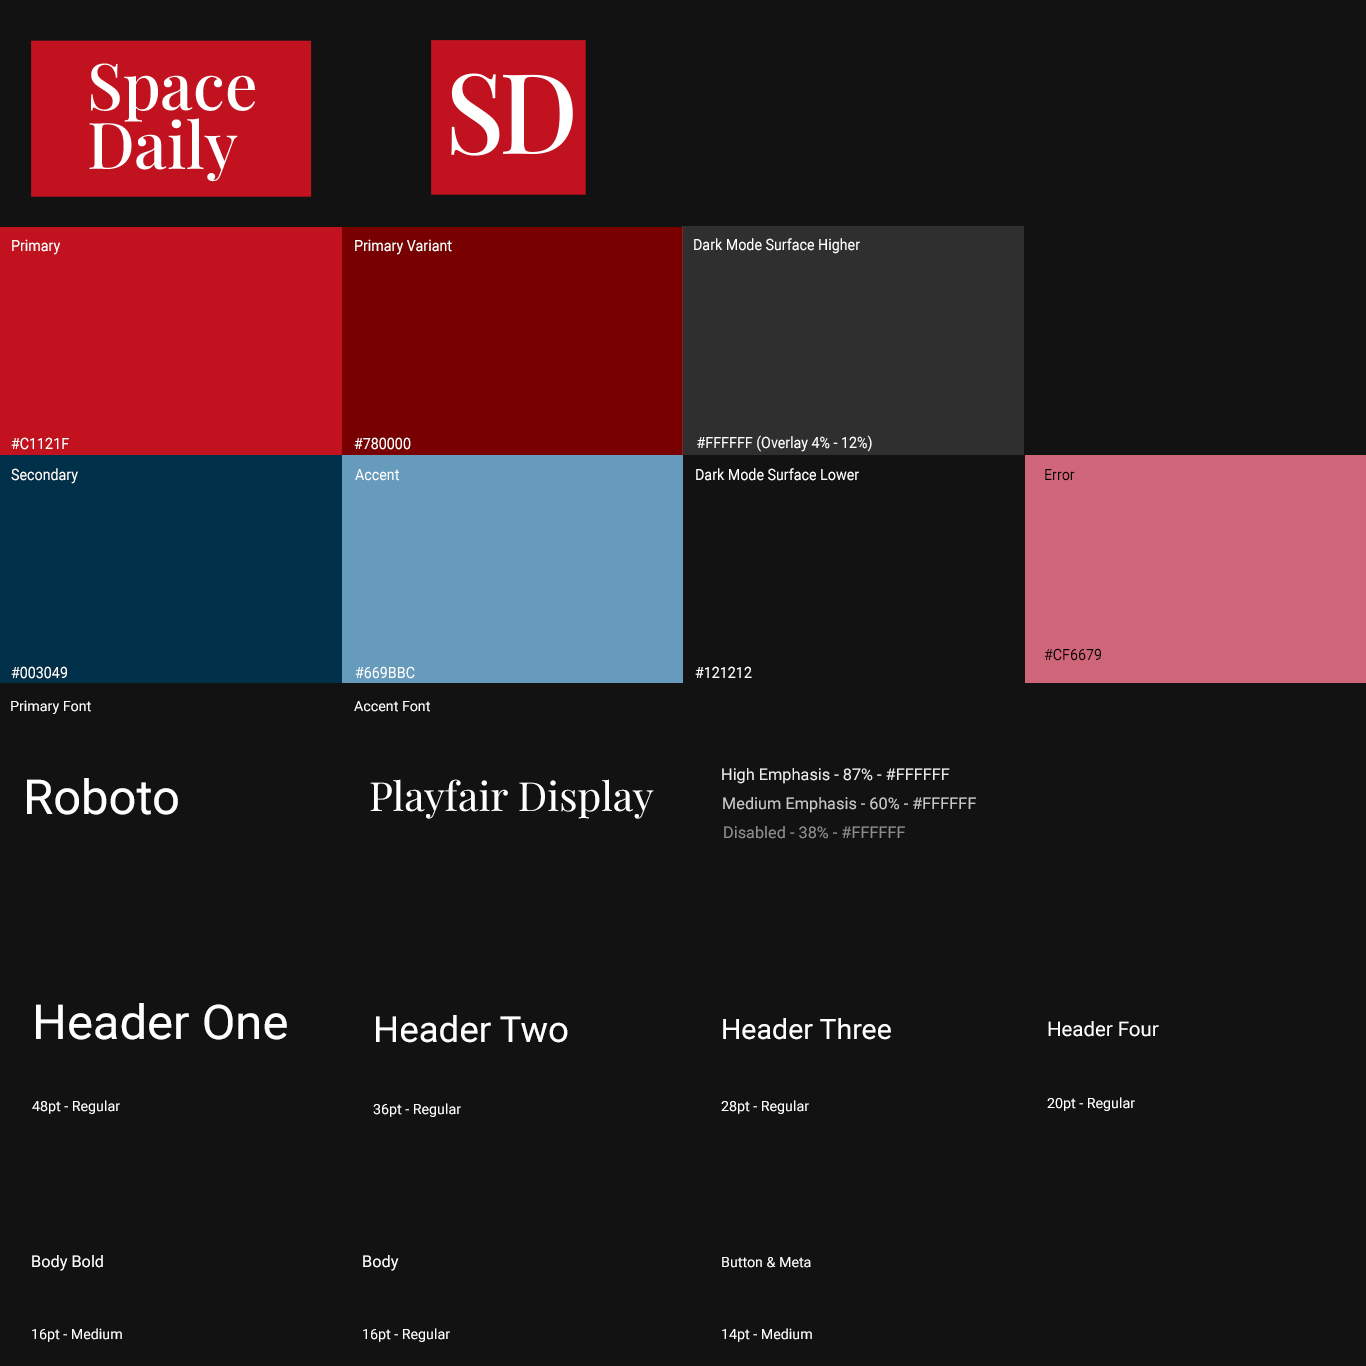 Space
Daily
SD
Primary
Primary Variant
Dark Mode Surface Higher
#C1121F
#780000
#FFFFFF (Overlay 4% - 12%)
Secondary
Accent
Dark Mode Surface Lower
Error
#003049
#669BBC
#121212
#CF6679
Primary Font
Accent Font
Roboto
Playfair Display
High Emphasis - 87% - #FFFFFF
Medium Emphasis - 60% - #FFFFFF
Disabled - 38% - #FFFFFF
Header One
Header Two
Header Three
Header Four
48pt - Regular
36pt - Regular
28pt - Regular
20pt - Regular
Body Bold
Body
Button & Meta
16pt - Medium
16pt - Regular
14pt - Medium